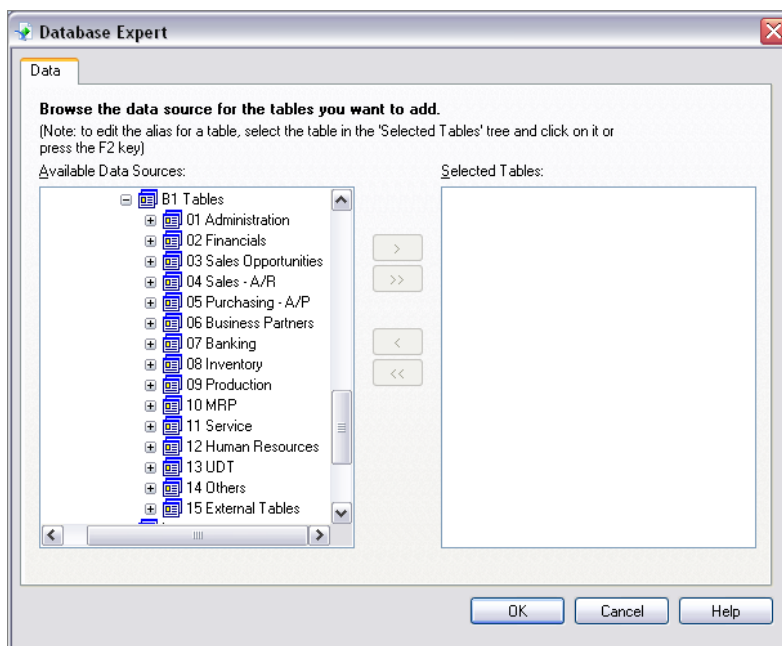 Database Expert
Data
Browse the data source for the tables you want to add.
(Note: to edit the alias for a table, select the table in the 'Selected Tables' tree and click on it or
press the F2 key)
Available Data Sources:
Selected Tables:
B1 Tables
01 Administration
02 Financials
03 Sales Opportunities
04 Sales - A/R
05 Purchasing - A/P
06 Business Partners
07 Banking
08 Inventory
09 Production
10 MRP
11 Service
12 Human Resources
13 UDT
14 Others
15 External Tables
>
>>
<
<<
OK
Cancel
Help